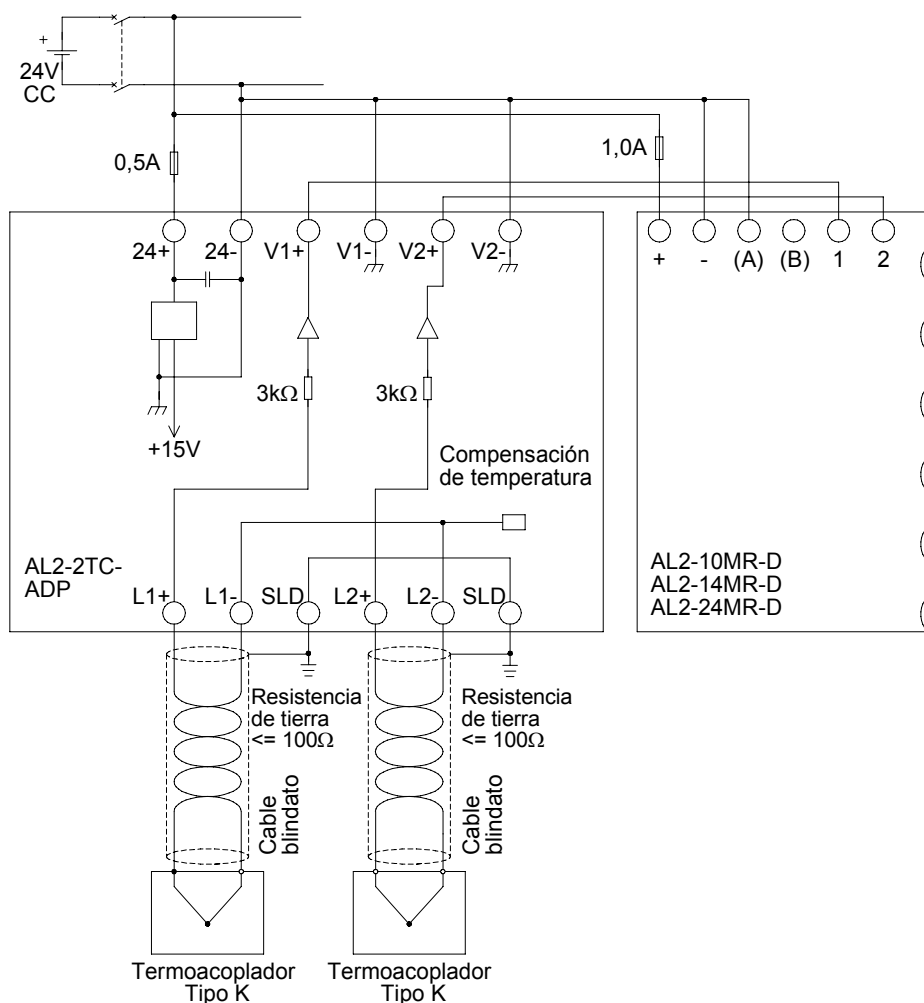 +
24V
CC
0,5A
1,0A
24+ 24- V1+ V1- V2+ V2-
+ - (A) (B) 1 2
3kΩ 3kΩ
+15V
Compensación
de temperatura
AL2-2TC-
ADP
AL2-10MR-D
AL2-14MR-D
AL2-24MR-D
L1+ L1- SLD L2+ L2- SLD
Resistencia
de tierra
<= 100Ω
Resistencia
de tierra
<= 100Ω
Cable
blindato
Cable
blindato
Termoacoplador
Tipo K
Termoacoplador
Tipo K